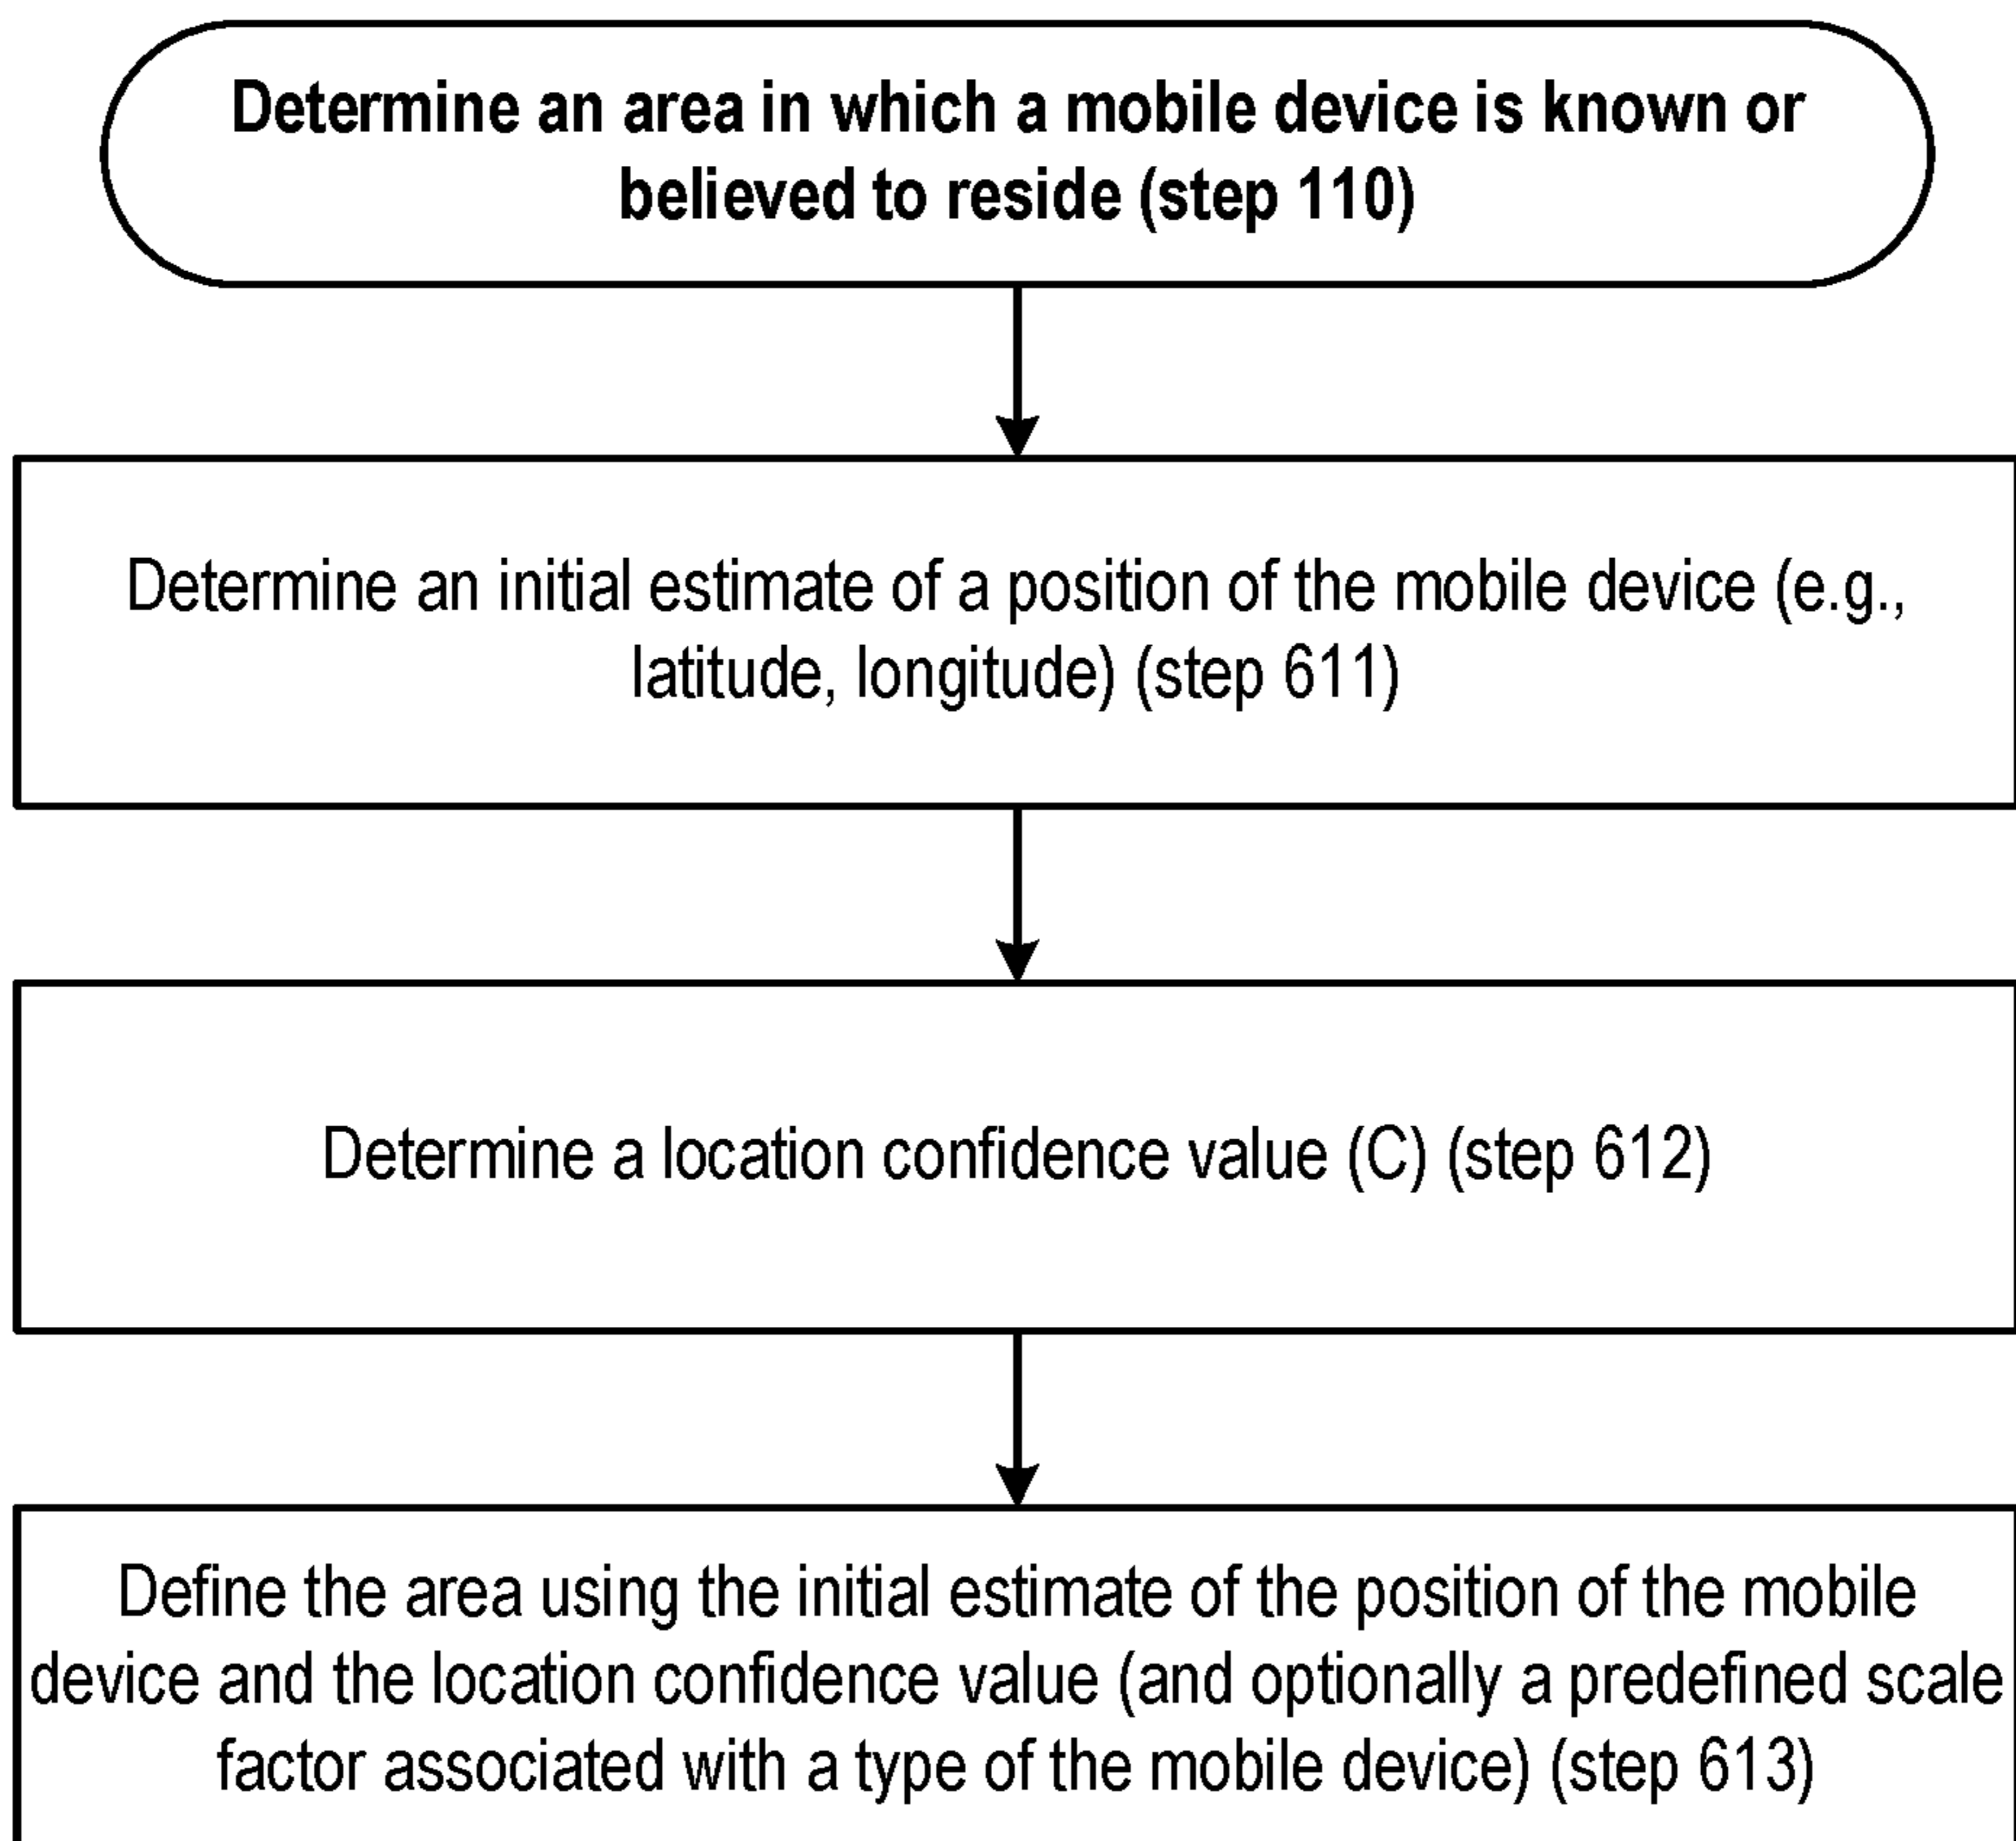 Determine an area in which a mobile device is known or
believed to reside (step 110)
Determine an initial estimate of a position of the mobile device (e.g.,
latitude, longitude) (step 611)
Determine a location confidence value (C) (step 612)
Define the area using the initial estimate of the position of the mobile
device and the location confidence value (and optionally a predefined scale
factor associated with a type of the mobile device) (step 613)